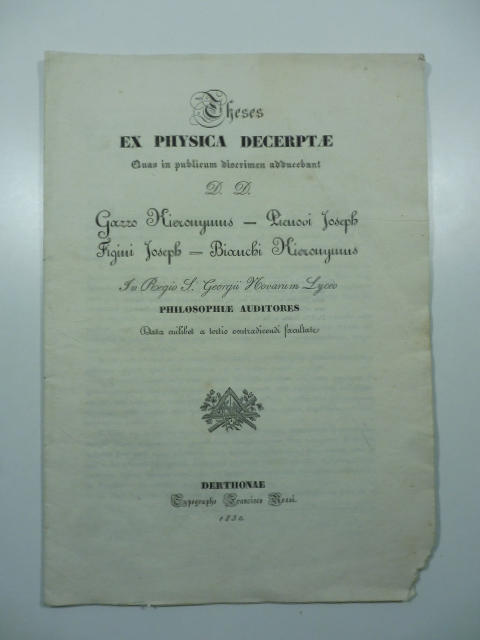 Theses
EX PHYSICA DECERPTÆ
Quas in publicum discrimen adducebant
D. D.
Gazzo Hieronymus — Pienovi Joseph
Figini Joseph — Bianchi Hieronymus
In Regio S. Georgii Novarum Lyceo
PHILOSOPHIÆ AUDITORES
Data cuilibet a tertio contradicendi facultate
DERTHONAE
Typographo Francisco Rossi.